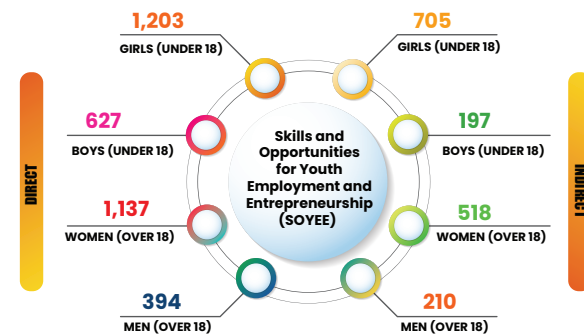 1,203
GIRLS (UNDER 18)
705
GIRLS (UNDER 18)
627
BOYS (UNDER 18)
197
BOYS (UNDER 18)
DIRECT
Skills and
Opportunities
for Youth
Employment and
Entrepreneurship
(SOYEE)
INDIRECT
1,137
WOMEN (OVER 18)
518
WOMEN (OVER 18)
394
MEN (OVER 18)
210
MEN (OVER 18)